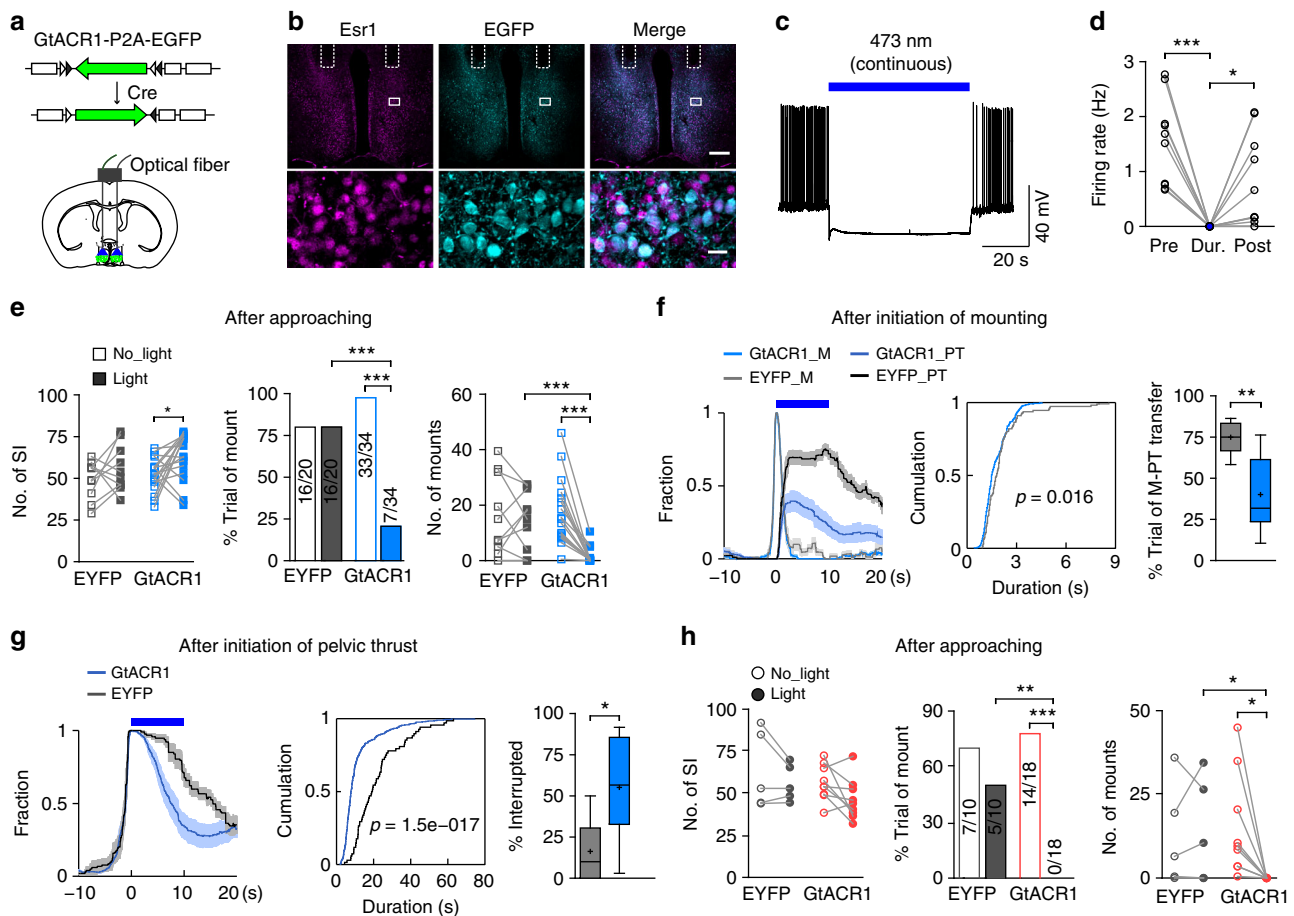 a
GtACR1-P2A-EGFP
Cre
Optical fiber
b
Esr1
EGFP
Merge
c
473 nm
(continuous)
40 mV
20 s
d
***
*
Firing rate (Hz)
3
2
1
0
Pre
Dur.
Post
e
After approaching
No_light
Light
No. of SI
100
75
50
25
0
*
EYFP
GtACR1
% Trial of mount
100
75
50
25
0
***
***
16/20
16/20
33/34
7/34
EYFP
GtACR1
No. of mounts
60
40
20
0
***
***
EYFP
GtACR1
f
After initiation of mounting
GtACR1_M
GtACR1_PT
EYFP_M
EYFP_PT
Fraction
1
0.5
0
−10
0
10
20 (s)
Cumulation
1
0.5
p = 0.016
0
3
6
9
Duration (s)
% Trial of M-PT transfer
100
75
50
25
0
**
g
After initiation of pelvic thrust
GtACR1
EYFP
Fraction
1
0.5
0
−10
0
10
20 (s)
Cumulation
1
0.5
0
p = 1.5e−017
0
20
40
60
80
Duration (s)
% Interrupted
100
75
50
25
0
*
h
After approaching
No_light
Light
No. of SI
100
75
50
25
0
EYFP
GtACR1
% Trial of mount
90
60
30
0
**
***
7/10
5/10
14/18
0/18
EYFP
GtACR1
No. of mounts
50
25
0
*
*
EYFP
GtACR1